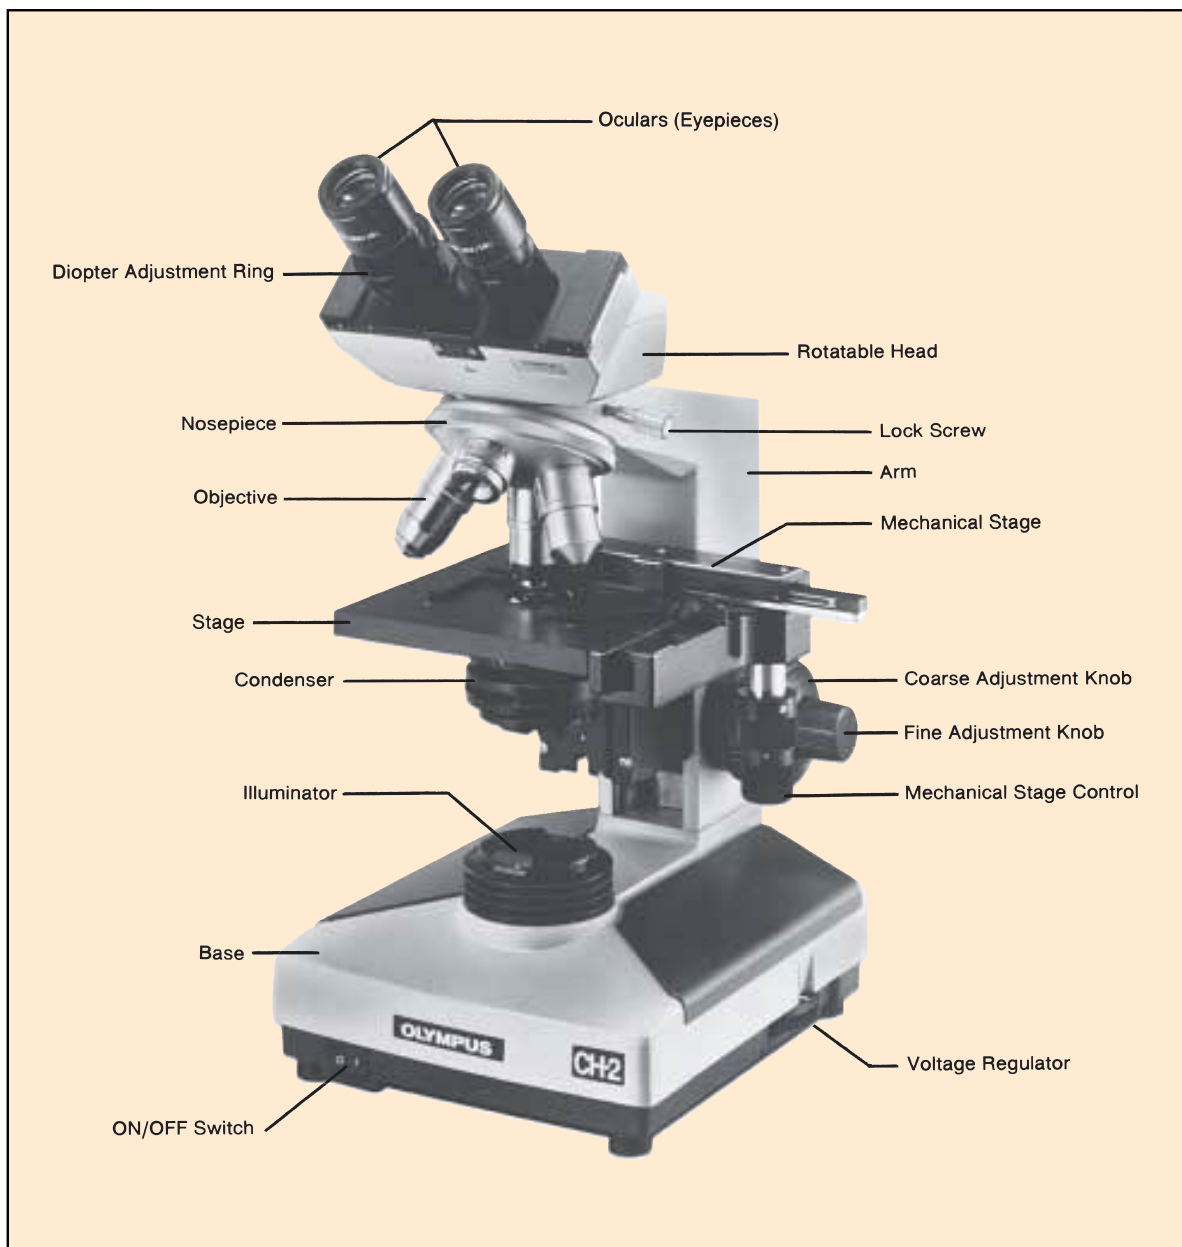 Oculars (Eyepieces)
Diopter Adjustment Ring
Rotatable Head
Nosepiece
Lock Screw
Arm
Objective
Mechanical Stage
Stage
Condenser
Coarse Adjustment Knob
Fine Adjustment Knob
Illuminator
Mechanical Stage Control
Base
OLYMPUS
CH-2
Voltage Regulator
ON/OFF Switch